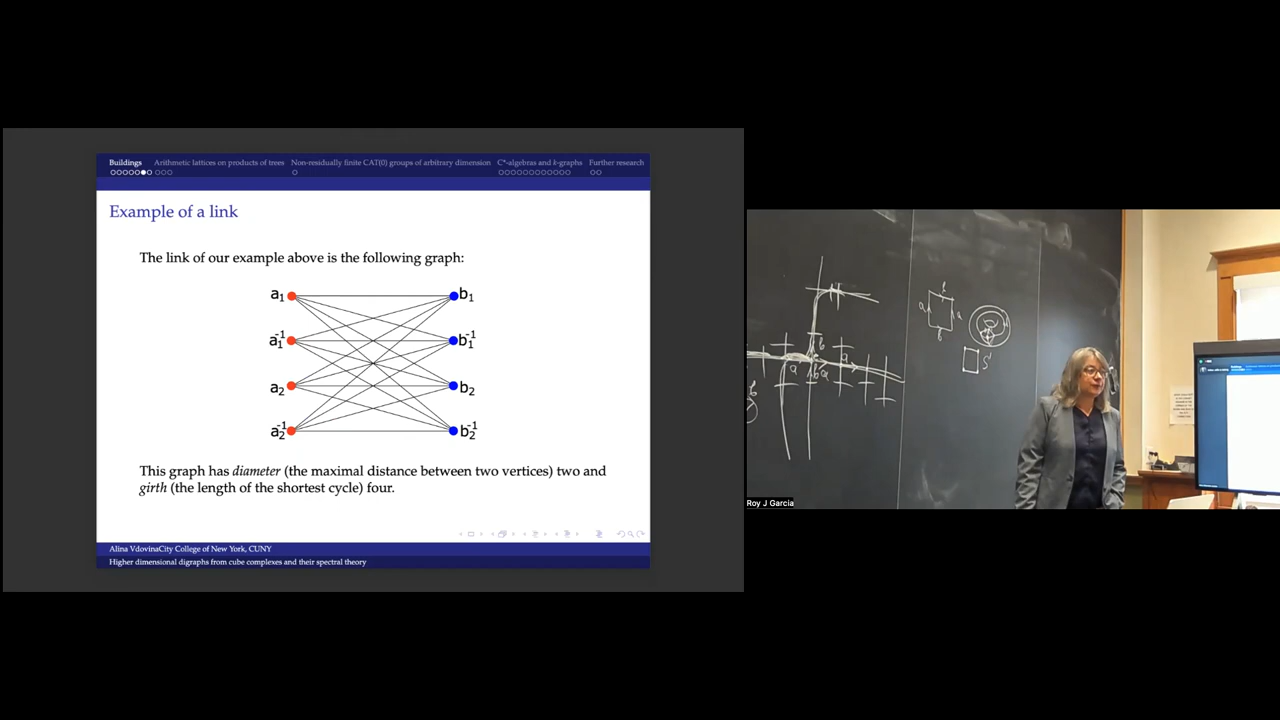 Buildings Arithmetic lattices on products of trees Non-residually finite CAT(0) groups of arbitrary dimension C*-algebras and k-graphs Further research
Example of a link
The link of our example above is the following graph:
a₁ b₁
a₁⁻¹ b₁⁻¹
a₂ b₂
a₂⁻¹ b₂⁻¹
This graph has diameter (the maximal distance between two vertices) two and
girth (the length of the shortest cycle) four.
Alina VdovinaCity College of New York, CUNY
Higher dimensional digraphs from cube complexes and their spectral theory
b
a a
b
b
a a
Roy J Garcia